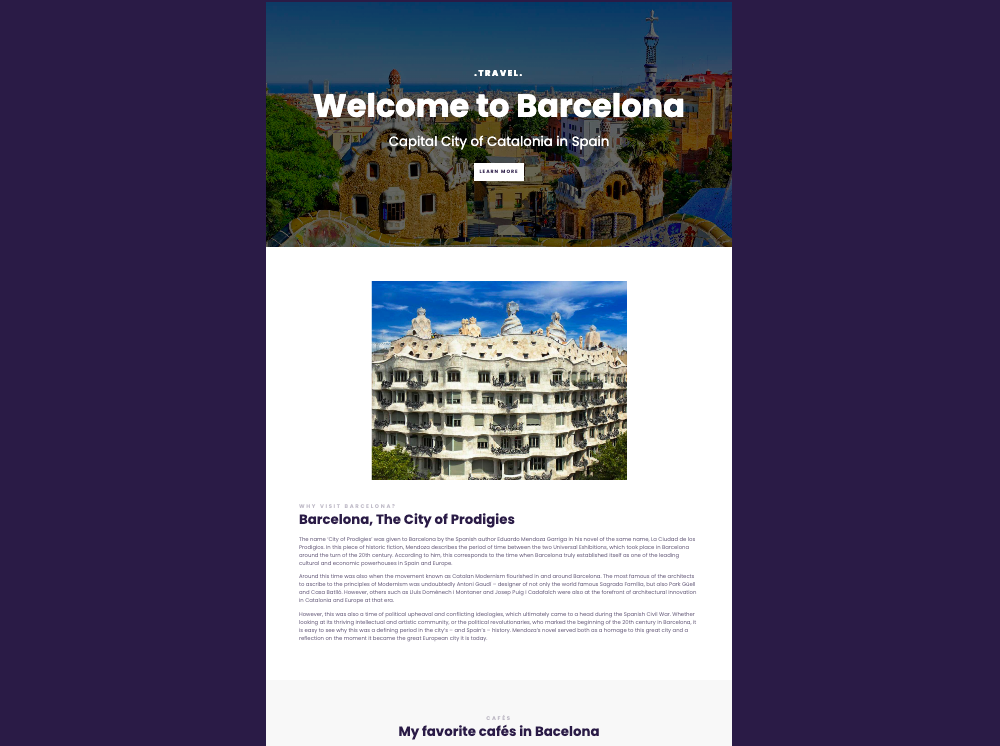 .TRAVEL.
Welcome to Barcelona
Capital City of Catalonia in Spain
LEARN MORE
WHY VISIT BARCELONA?
Barcelona, The City of Prodigies
The name 'City of Prodigies' was given to Barcelona by the Spanish author Eduardo Mendoza Garriga in his novel of the same name, La Ciudad de los
Prodigios. In this piece of historic fiction, Mendoza describes the period of time between the two Universal Exhibitions, which took place in Barcelona
around the turn of the 20th century. According to him, this corresponds to the time when Barcelona truly established itself as one of the leading
cultural and economic powerhouses in Spain and Europe.
Around this time was also when the movement known as Catalan Modernism flourished in and around Barcelona. The most famous of the architects
to ascribe to the principles of Modernism was undoubtedly Antoni Gaudí – designer of not only the world famous Sagrada Família, but also Park Güell
and Casa Batlló. However, others such as Lluís Domènech i Montaner and Josep Puig i Cadafalch were also at the forefront of architectural innovation
in Catalonia and Europe at that era.
However, this was also a time of political upheaval and conflicting ideologies, which ultimately came to a head during the Spanish Civil War. Whether
looking at its thriving intellectual and artistic community, or the political revolutionaries, who marked the beginning of the 20th century in Barcelona, it
is easy to see why this was a defining period in the city's – and Spain's – history. Mendoza's novel served both as a homage to this great city and a
reflection on the moment it became the great European city it is today.
CAFÉS
My favorite cafés in Bacelona